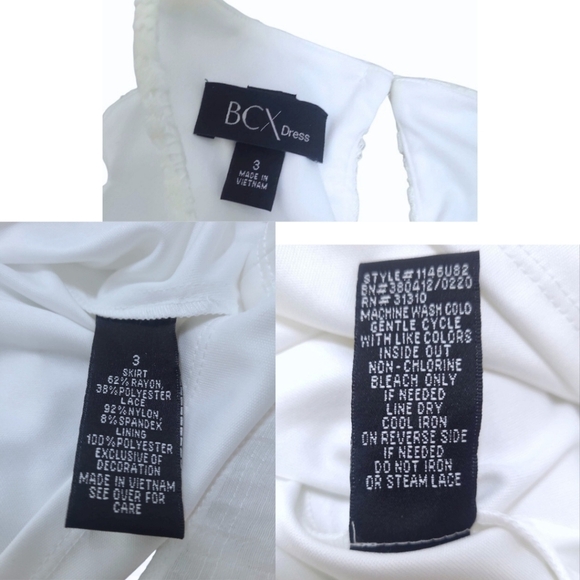 BCX Dress
3
MADE IN
VIETNAM
3
SKIRT
62% RAYON,
38% POLYESTER
LACE
92% NYLON,
8% SPANDEX
LINING
100% POLYESTER
EXCLUSIVE OF
DECORATION
MADE IN VIETNAM
SEE OVER FOR
CARE
STYLE# 1146U82
BN# 380412/0220
RN# 31310
MACHINE WASH COLD
GENTLE CYCLE
WITH LIKE COLORS
INSIDE OUT
NON-CHLORINE
BLEACH ONLY
IF NEEDED
LINE DRY
COOL IRON
ON REVERSE SIDE
IF NEEDED
DO NOT IRON
OR STEAM LACE